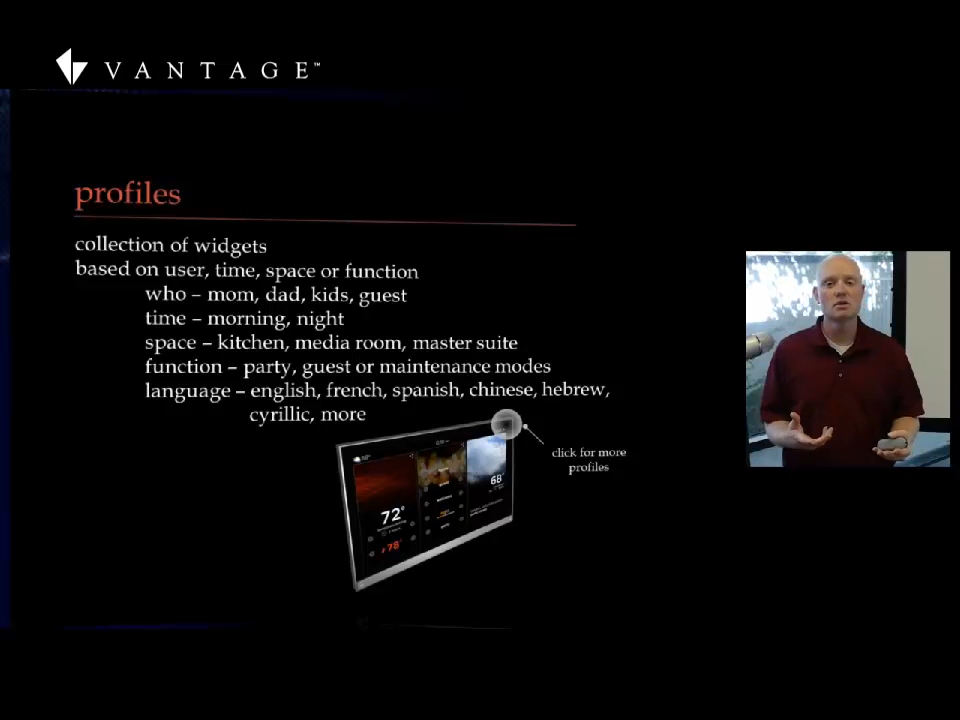 VANTAGE™
profiles
collection of widgets
based on user, time, space or function
who – mom, dad, kids, guest
time – morning, night
space – kitchen, media room, master suite
function – party, guest or maintenance modes
language – english, french, spanish, chinese, hebrew,
cyrillic, more
click for more
profiles
72°
68°
78°